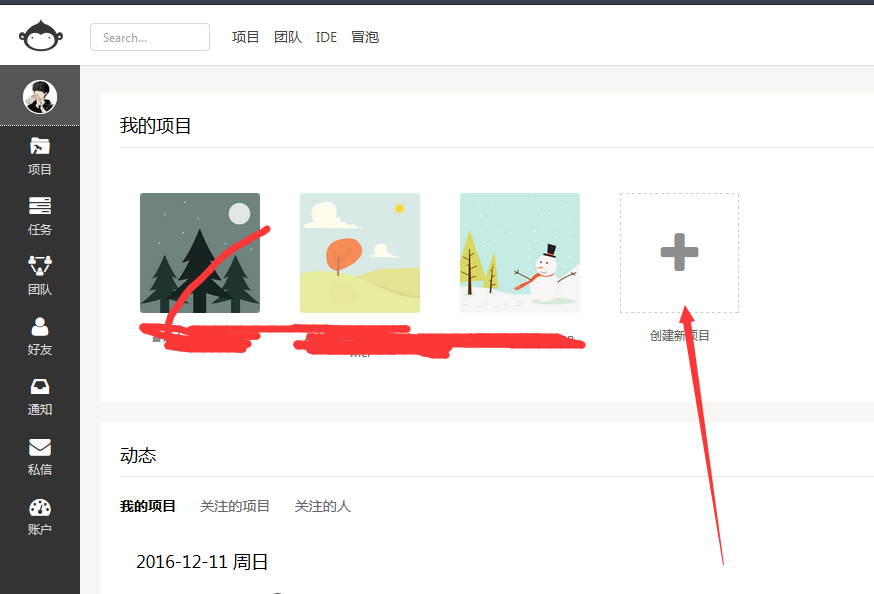 Search...
项目 团队 IDE 冒泡
项目
任务
团队
好友
通知
私信
账户
我的项目
创建新项目
动态
我的项目 关注的项目 关注的人
2016-12-11 周日